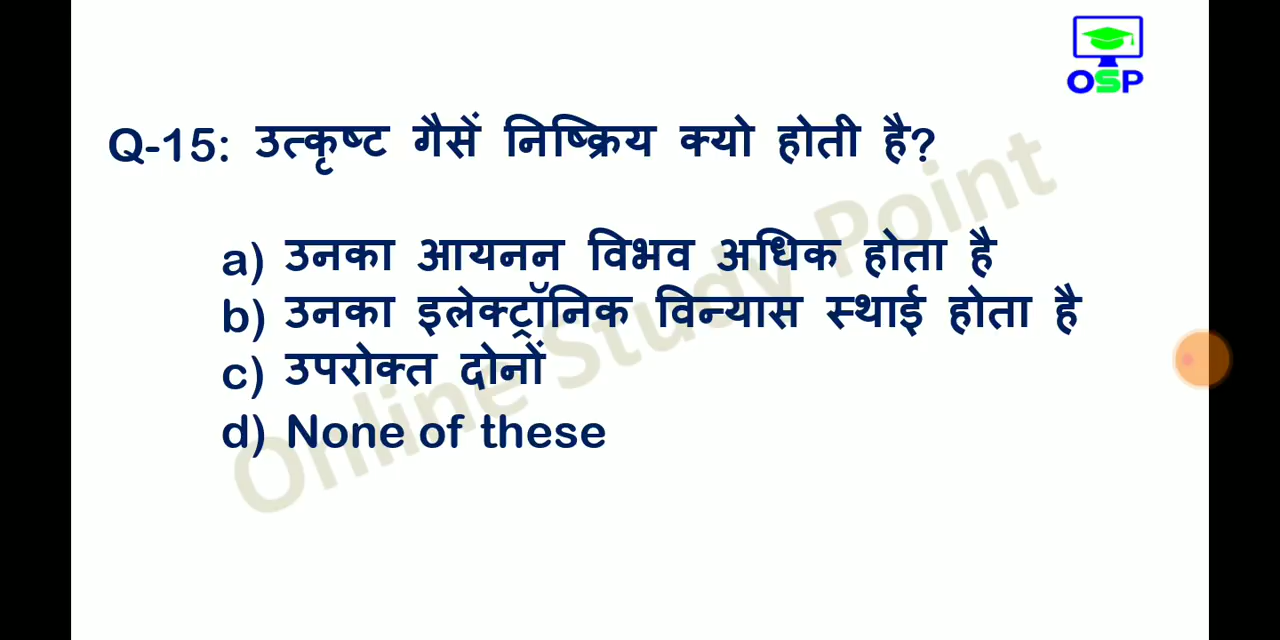 OSP
Q-15: उत्कृष्ट गैसें निष्क्रिय क्यो होती है?
a) उनका आयनन विभव अधिक होता है
b) उनका इलेक्ट्रॉनिक विन्यास स्थाई होता है
c) उपरोक्त दोनों
d) None of these
Online Study Point